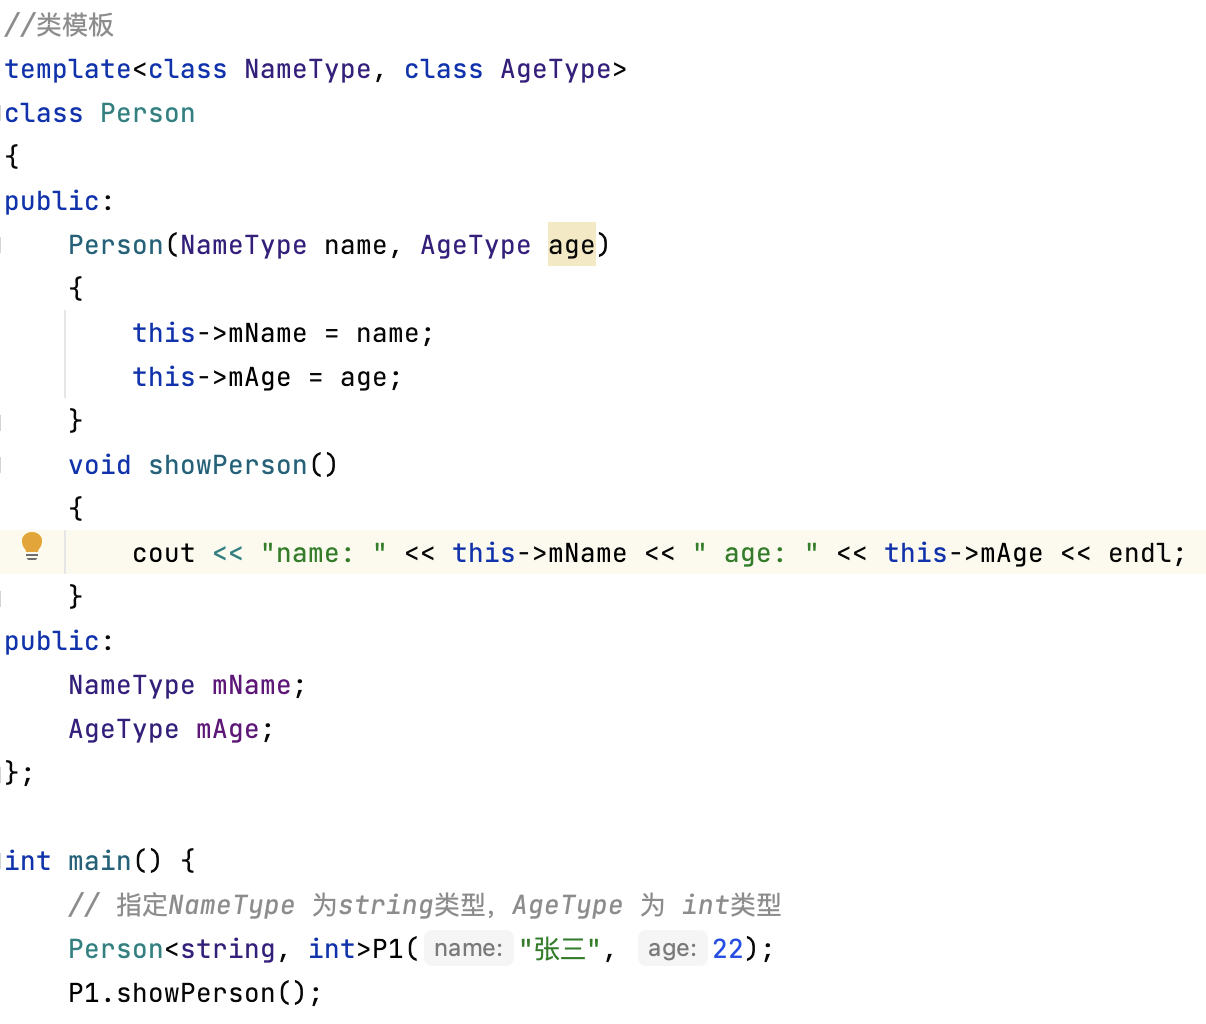 //类模板
template<class NameType, class AgeType>
class Person
{
public:
    Person(NameType name, AgeType age)
    {
        this->mName = name;
        this->mAge = age;
    }
    void showPerson()
    {
        cout << "name: " << this->mName << " age: " << this->mAge << endl;
    }
public:
    NameType mName;
    AgeType mAge;
};
int main() {
    // 指定NameType 为string类型，AgeType 为 int类型
    Person<string, int>P1( name: "张三", age: 22);
    P1.showPerson();